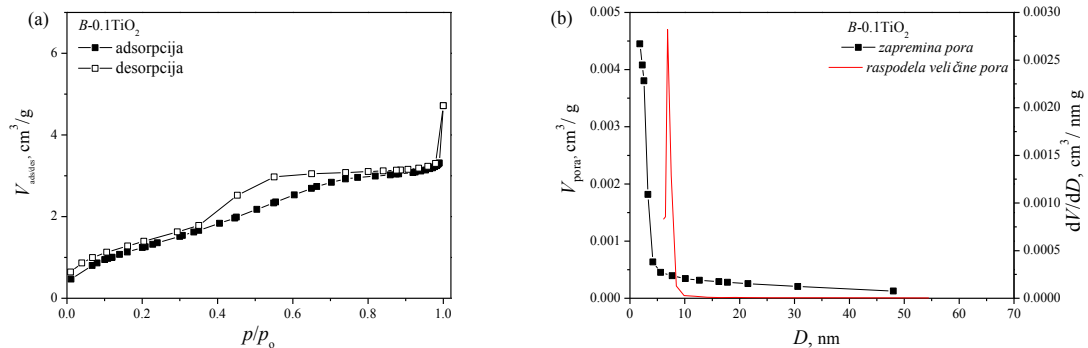 (a)
B-0.1TiO₂
adsorpcija
desorpcija
6
4
2
0
V ads/des, cm³/g
0.0 0.2 0.4 0.6 0.8 1.0
p/pₒ
(b)
B-0.1TiO₂
zapremina pora
raspodela veličine pora
0.005
0.004
0.003
0.002
0.001
0.000
V pora, cm³/g
0.0030
0.0025
0.0020
0.0015
0.0010
0.0005
0.0000
dV/dD, cm³/ nm g
0 10 20 30 40 50 60 70
D, nm